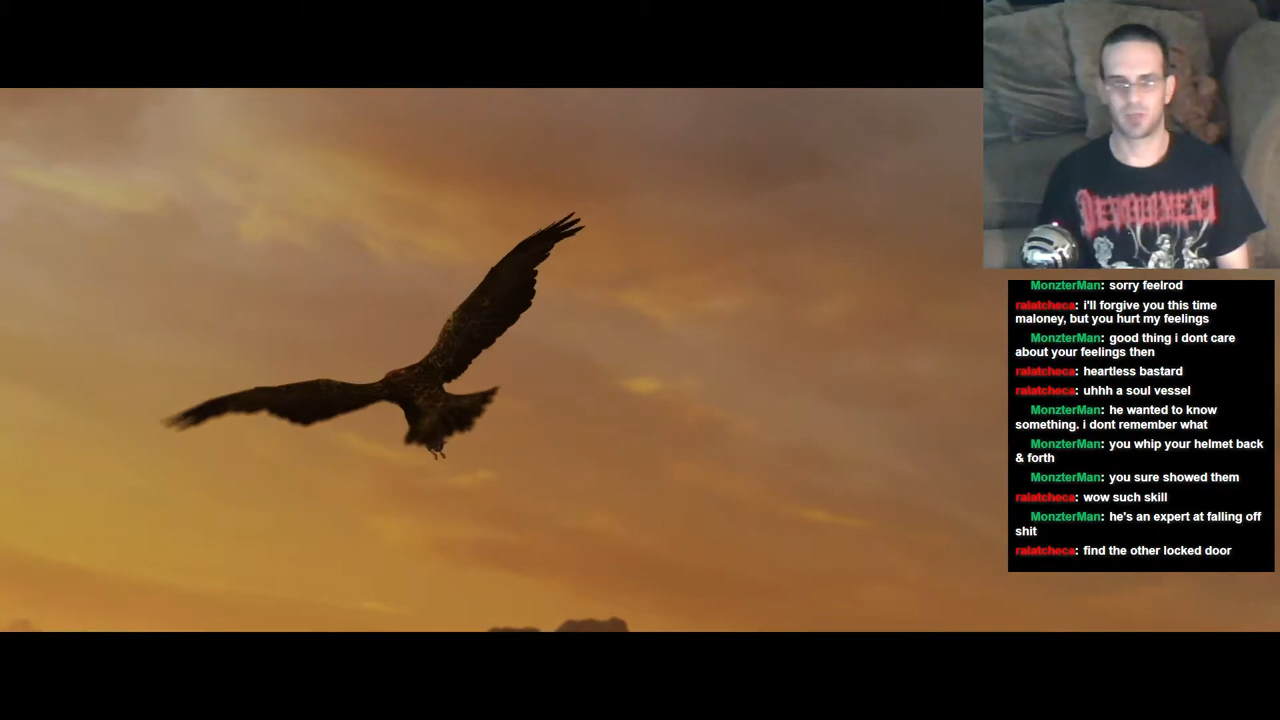 DEVOURMENT
MonzterMan: sorry feelrod
ralatcheca: i'll forgive you this time
maloney, but you hurt my feelings
MonzterMan: good thing i dont care
about your feelings then
ralatcheca: heartless bastard
ralatcheca: uhhh a soul vessel
MonzterMan: he wanted to know
something. i dont remember what
MonzterMan: you whip your helmet back
& forth
MonzterMan: you sure showed them
ralatcheca: wow such skill
MonzterMan: he's an expert at falling off
shit
ralatcheca: find the other locked door